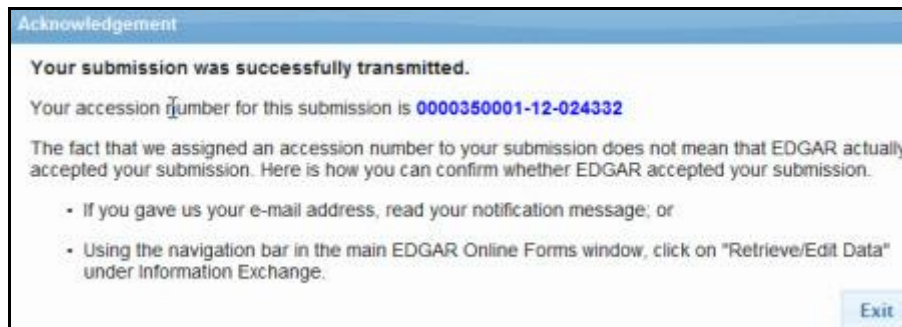 Acknowledgement
Your submission was successfully transmitted.
Your accession number for this submission is 0000350001-12-024332
The fact that we assigned an accession number to your submission does not mean that EDGAR actually
accepted your submission. Here is how you can confirm whether EDGAR accepted your submission.
• If you gave us your e-mail address, read your notification message; or
• Using the navigation bar in the main EDGAR Online Forms window, click on "Retrieve/Edit Data"
under Information Exchange.
Exit